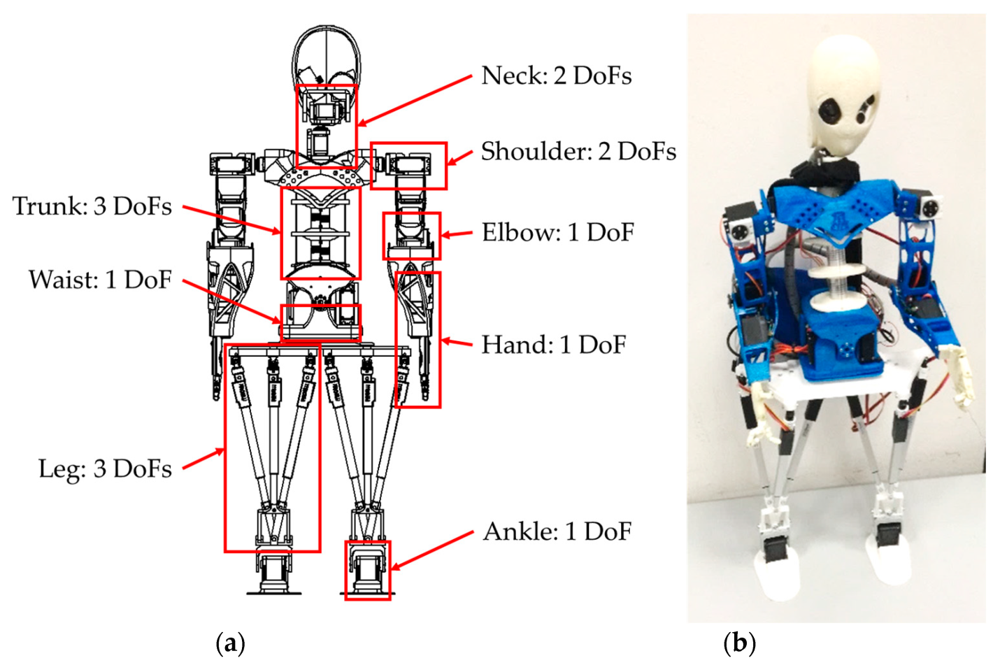 Neck: 2 DoFs
Shoulder: 2 DoFs
Trunk: 3 DoFs
Elbow: 1 DoF
Waist: 1 DoF
Hand: 1 DoF
Leg: 3 DoFs
Ankle: 1 DoF
(a)
(b)